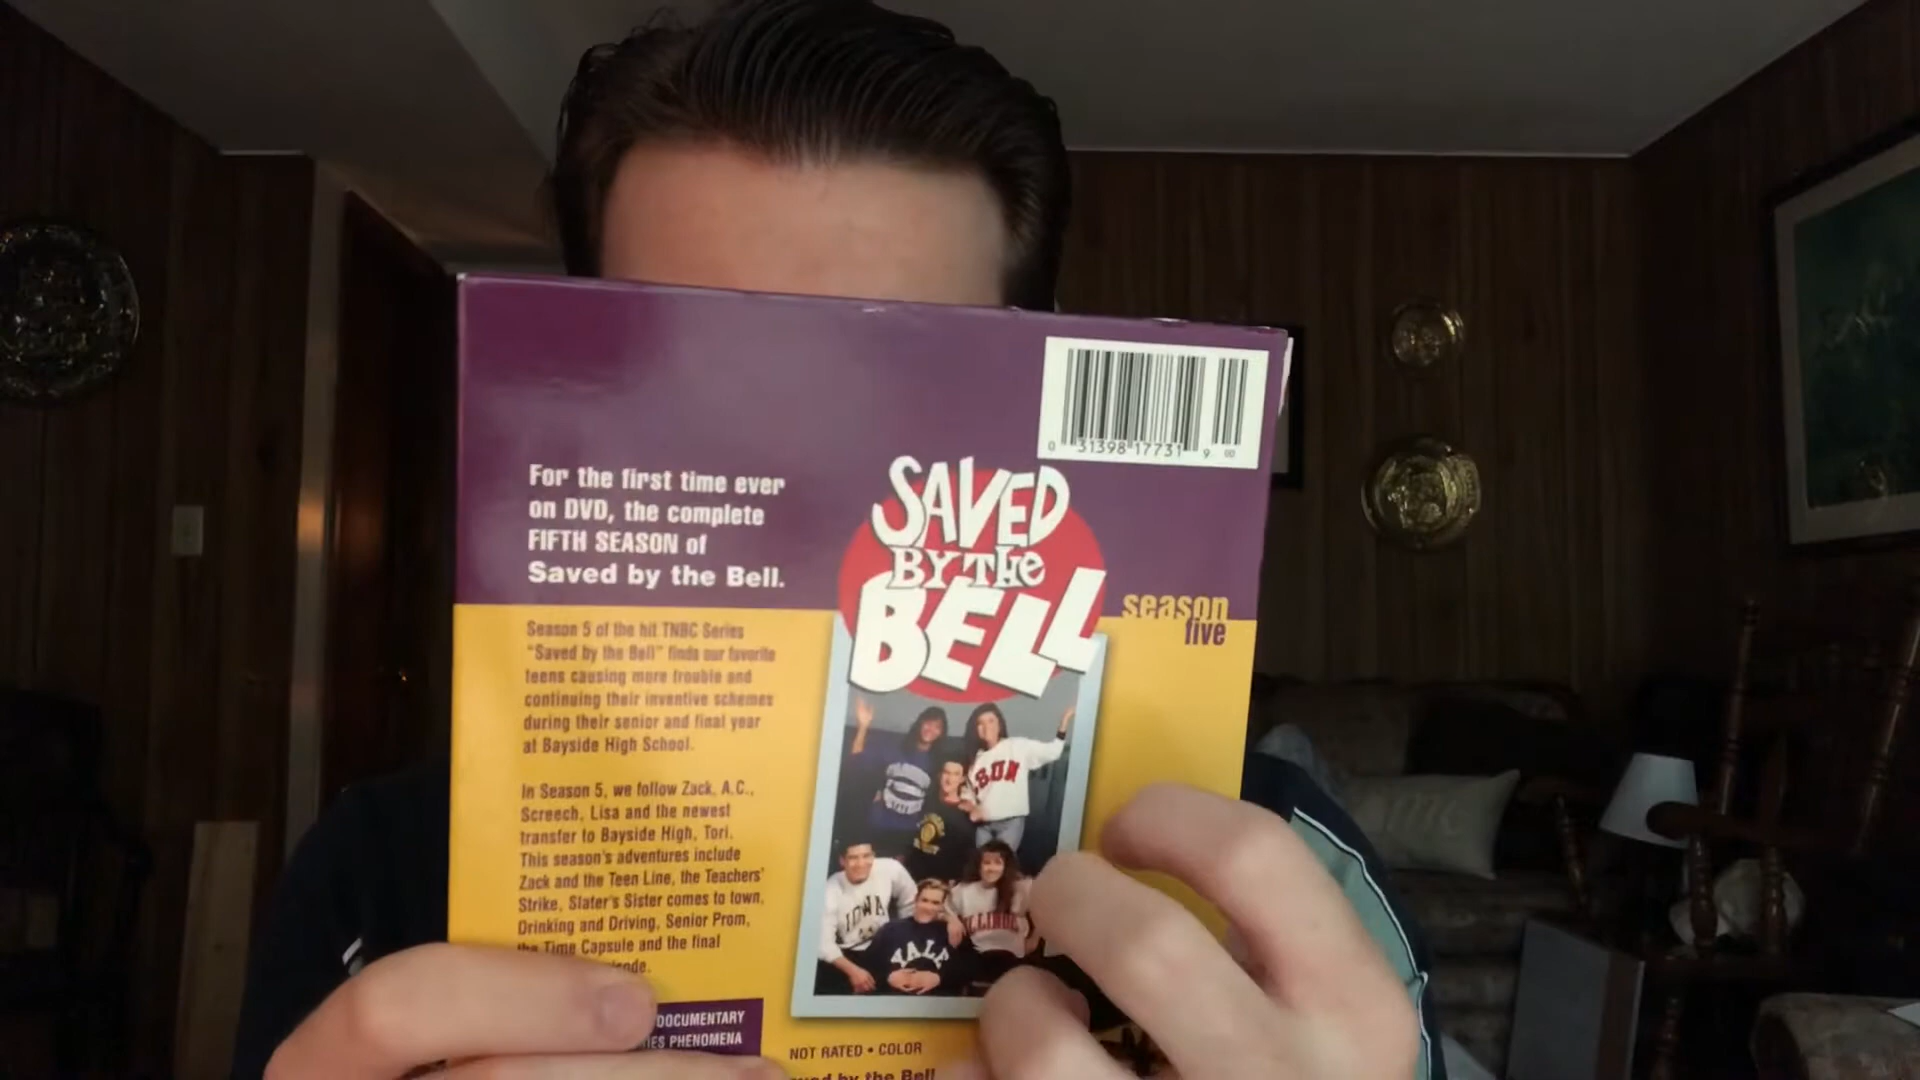 0 31398 17731 9 00
For the first time ever
on DVD, the complete
FIFTH SEASON of
Saved by the Bell.
SAVED
BY THe
BELL
season
five
Season 5 of the hit TNBC Series
"Saved by the Bell" finds our favorite
teens causing more trouble and
continuing their inventive schemes
during their senior and final year
at Bayside High School.
In Season 5, we follow Zack, A.C.,
Screech, Lisa and the newest
transfer to Bayside High, Tori.
This season's adventures include
Zack and the Teen Line, the Teachers'
Strike, Slater's Sister comes to town,
Drinking and Driving, Senior Prom,
the Time Capsule and the final
IOWA
YALE
DOCUMENTARY
PHENOMENA
NOT RATED • COLOR
by the Bell